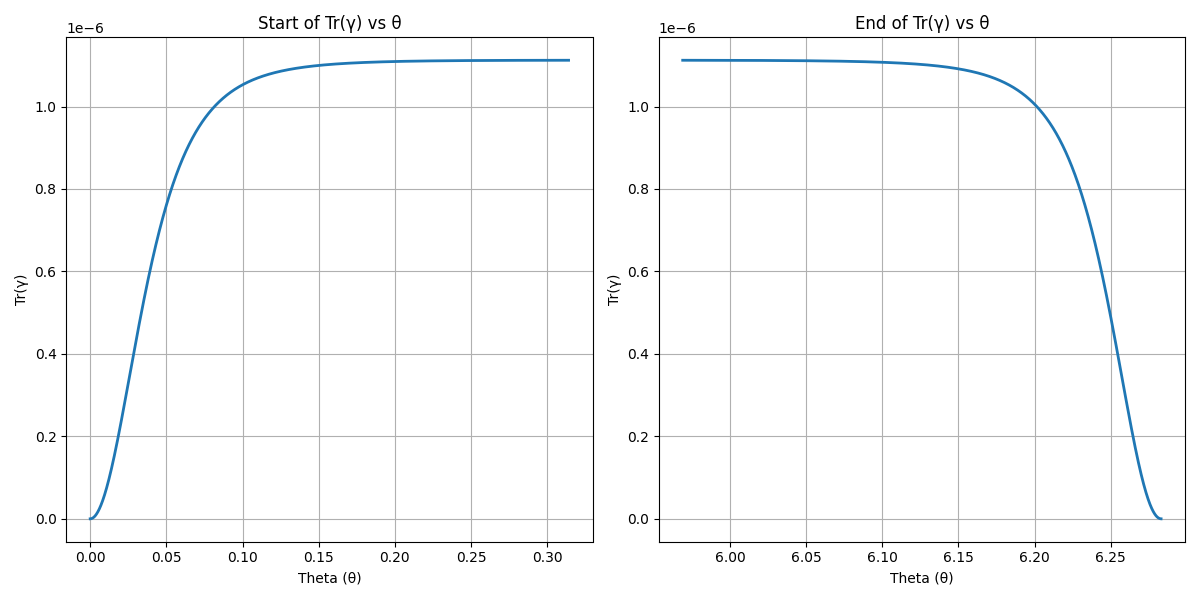 Start of Tr(γ) vs θ
1e−6
1.0
0.8
0.6
0.4
0.2
0.0
Tr(γ)
0.00 0.05 0.10 0.15 0.20 0.25 0.30
Theta (θ)
End of Tr(γ) vs θ
1e−6
1.0
0.8
0.6
0.4
0.2
0.0
Tr(γ)
6.00 6.05 6.10 6.15 6.20 6.25
Theta (θ)